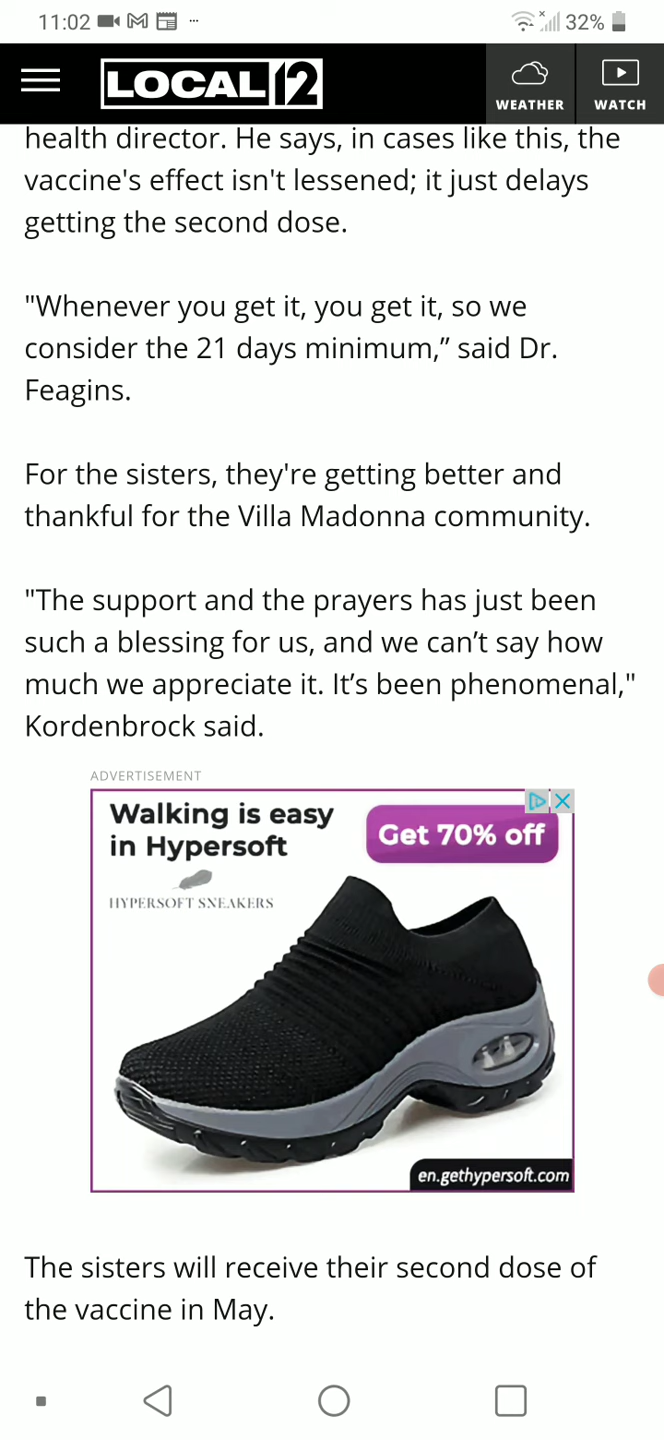 11:02
32%
LOCAL 12
WEATHER
WATCH
health director. He says, in cases like this, the
vaccine's effect isn't lessened; it just delays
getting the second dose.
"Whenever you get it, you get it, so we
consider the 21 days minimum,” said Dr.
Feagins.
For the sisters, they're getting better and
thankful for the Villa Madonna community.
"The support and the prayers has just been
such a blessing for us, and we can’t say how
much we appreciate it. It’s been phenomenal,"
Kordenbrock said.
ADVERTISEMENT
Walking is easy
in Hypersoft
Get 70% off
HYPERSOFT SNEAKERS
en.gethypersoft.com
The sisters will receive their second dose of
the vaccine in May.